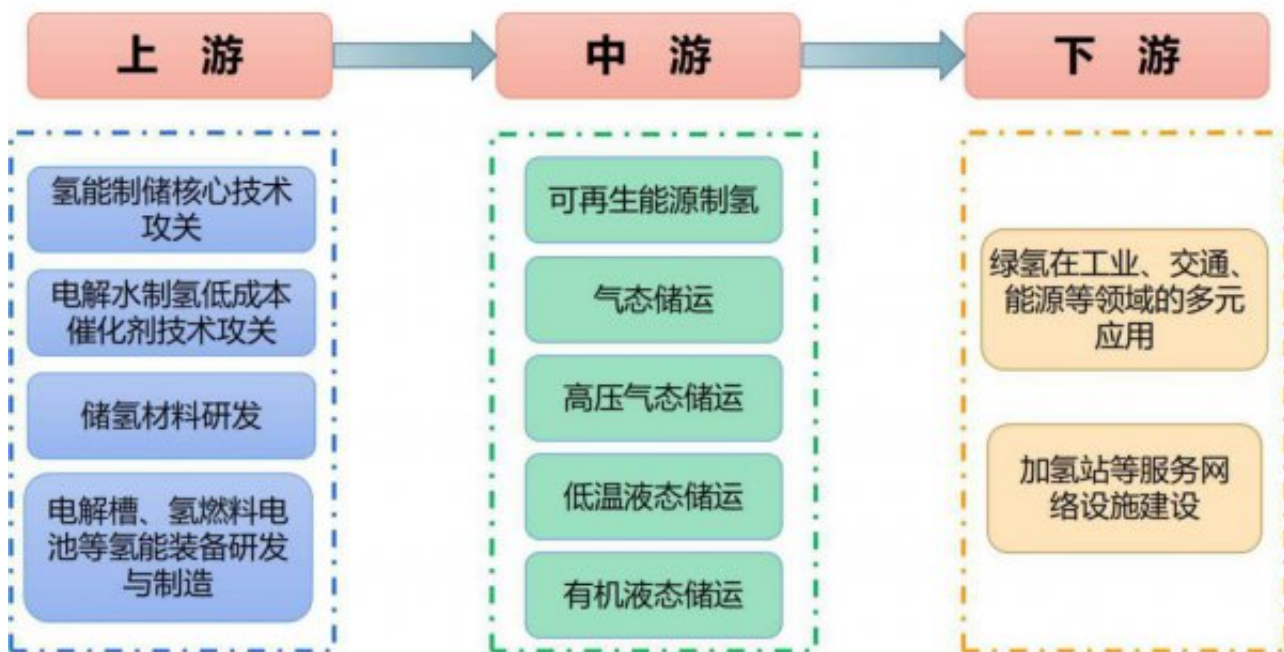 上 游
中 游
下 游
氢能制储核心技术
攻关
电解水制氢低成本
催化剂技术攻关
储氢材料研发
电解槽、氢燃料电
池等氢能装备研发
与制造
可再生能源制氢
气态储运
高压气态储运
低温液态储运
有机液态储运
绿氢在工业、交通、
能源等领域的多元
应用
加氢站等服务网
络设施建设